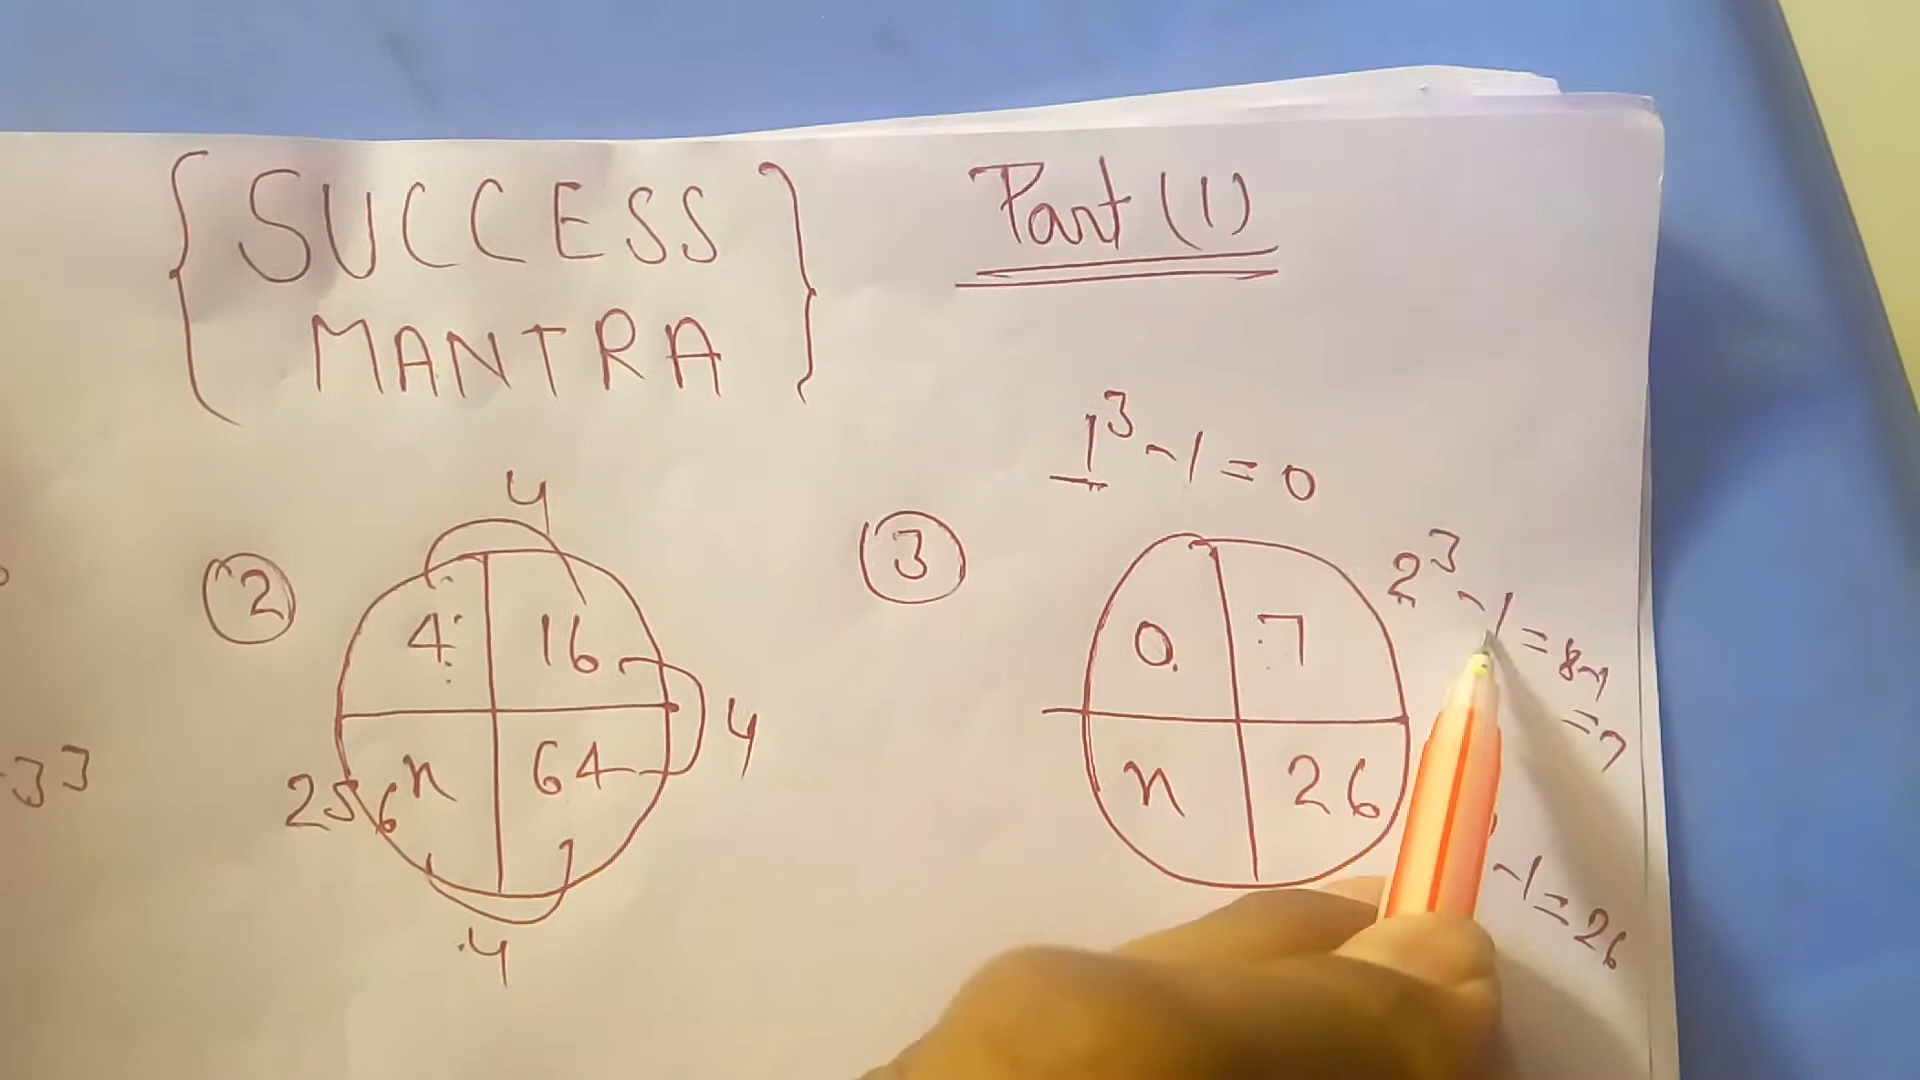 {SUCCESS
MANTRA}
Part (1)
1³ - 1 = 0
4
2
3
2³ - 1 = 8-1
= 7
4 16
0 7
4
33
256 n 64
n 26
- 1 = 26
4